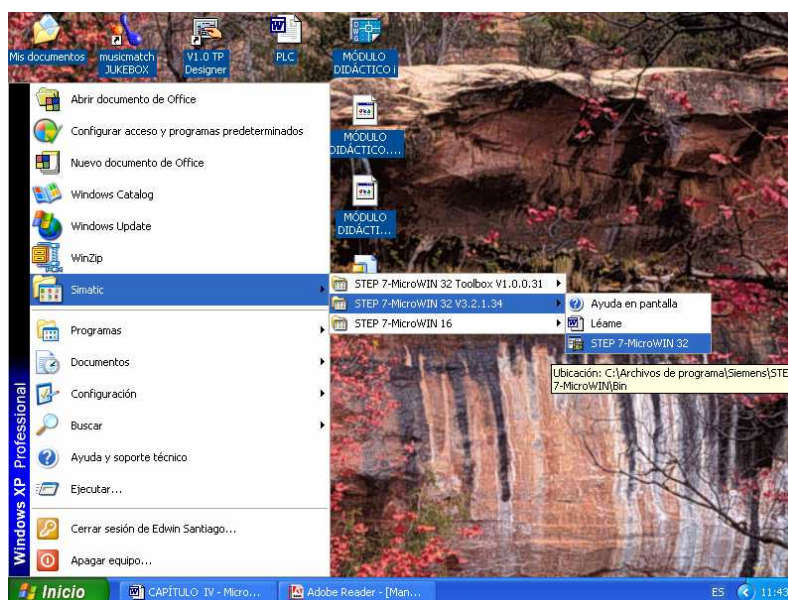 Mis documentos
musicmatch
JUKEBOX
V1.0 TP
Designer
PLC
MÓDULO
DIDÁCTICO i
Abrir documento de Office
Configurar acceso y programas predeterminados
Nuevo documento de Office
Windows Catalog
Windows Update
WinZip
Simatic
Programas
Documentos
Configuración
Buscar
Ayuda y soporte técnico
Ejecutar...
Cerrar sesión de Edwin Santiago...
Apagar equipo...
Windows XP Professional
MÓDULO
DIDÁCTICO....
MÓDULO
DIDÁCTI...
STEP 7-MicroWIN 32 Toolbox V1.0.0.31
STEP 7-MicroWIN 32 V3.2.1.34
STEP 7-MicroWIN 16
Ayuda en pantalla
Léame
STEP 7-MicroWIN 32
Ubicación: C:\Archivos de programa\Siemens\STE
7-MicroWIN\Bin
Inicio
CAPÍTULO IV - Micro...
Adobe Reader - [Man...
ES
11:43